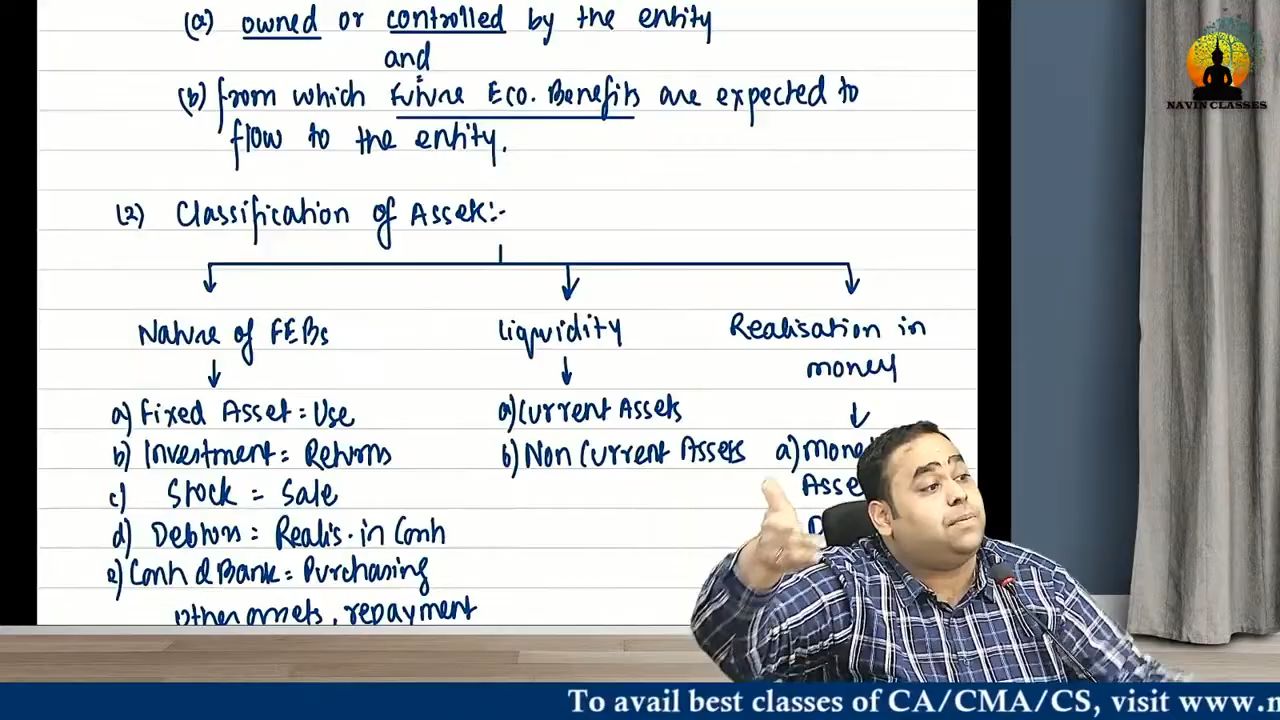 (a) owned or controlled by the entity
and
(b) from which future Eco. Benefits are expected to
flow to the entity.
NAVIN CLASSES
(2) Classification of Assets:-
Nature of FEBs
Liquidity
Realisation in
money
a) Fixed Asset = Use
b) Investment = Returns
c) Stock = Sale
d) Debtors = Realis. in Cash
e) Cash & Bank = Purchasing
other assets, repayment
a) Current Assets
b) Non Current Assets
a)
To avail best classes of CA/CMA/CS, visit www.